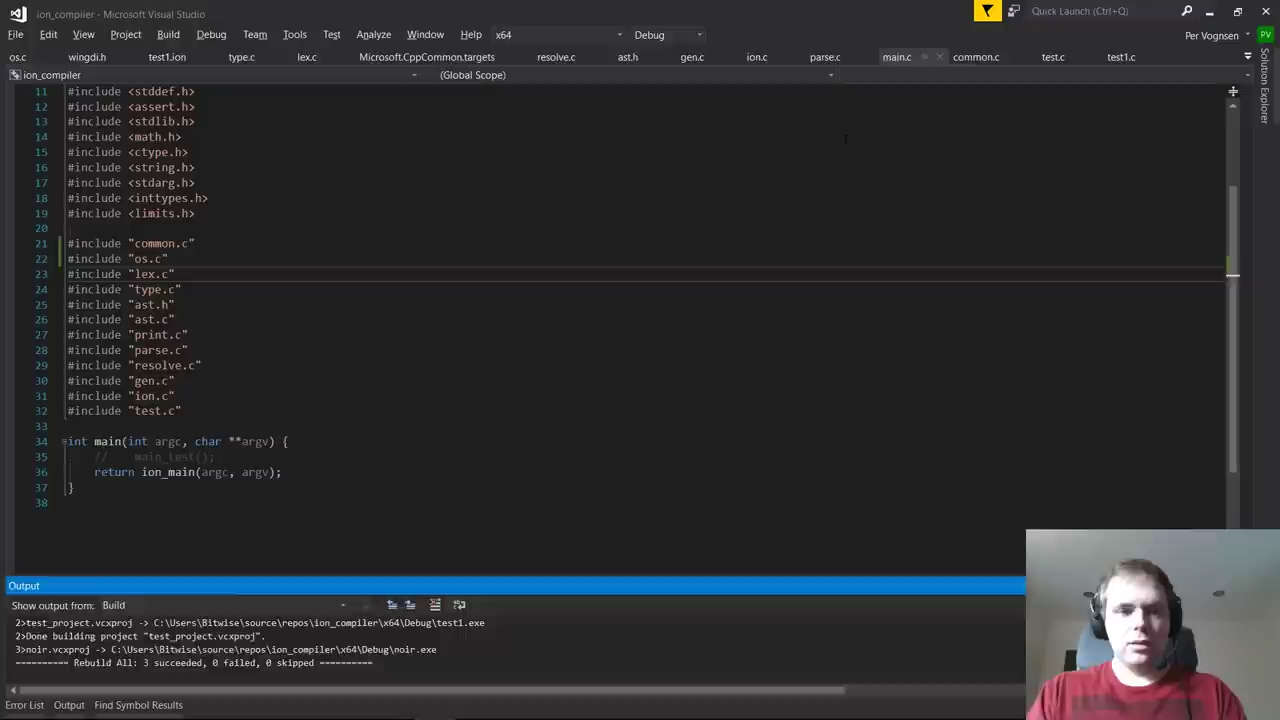 ion_compiler - Microsoft Visual Studio
Quick Launch (Ctrl+Q)
File Edit View Project Build Debug Team Tools Test Analyze Window Help x64 Debug Per Vognsen PV
os.c wingdi.h test1.ion type.c lex.c Microsoft.CppCommon.targets resolve.c ast.h gen.c ion.c parse.c main.c common.c test.c test1.c
ion_compiler (Global Scope)
Solution Explorer
11 #include <stddef.h>
12 #include <assert.h>
13 #include <stdlib.h>
14 #include <math.h>
15 #include <ctype.h>
16 #include <string.h>
17 #include <stdarg.h>
18 #include <inttypes.h>
19 #include <limits.h>
20
21 #include "common.c"
22 #include "os.c"
23 #include "lex.c"
24 #include "type.c"
25 #include "ast.h"
26 #include "ast.c"
27 #include "print.c"
28 #include "parse.c"
29 #include "resolve.c"
30 #include "gen.c"
31 #include "ion.c"
32 #include "test.c"
33
34 int main(int argc, char **argv) {
35 // main_test();
36 return ion_main(argc, argv);
37 }
38
Output
Show output from: Build
2>test_project.vcxproj -> C:\Users\Bitwise\source\repos\ion_compiler\x64\Debug\test1.exe
2>Done building project "test_project.vcxproj".
3>noir.vcxproj -> C:\Users\Bitwise\source\repos\ion_compiler\x64\Debug\noir.exe
========== Rebuild All: 3 succeeded, 0 failed, 0 skipped ==========
Error List Output Find Symbol Results